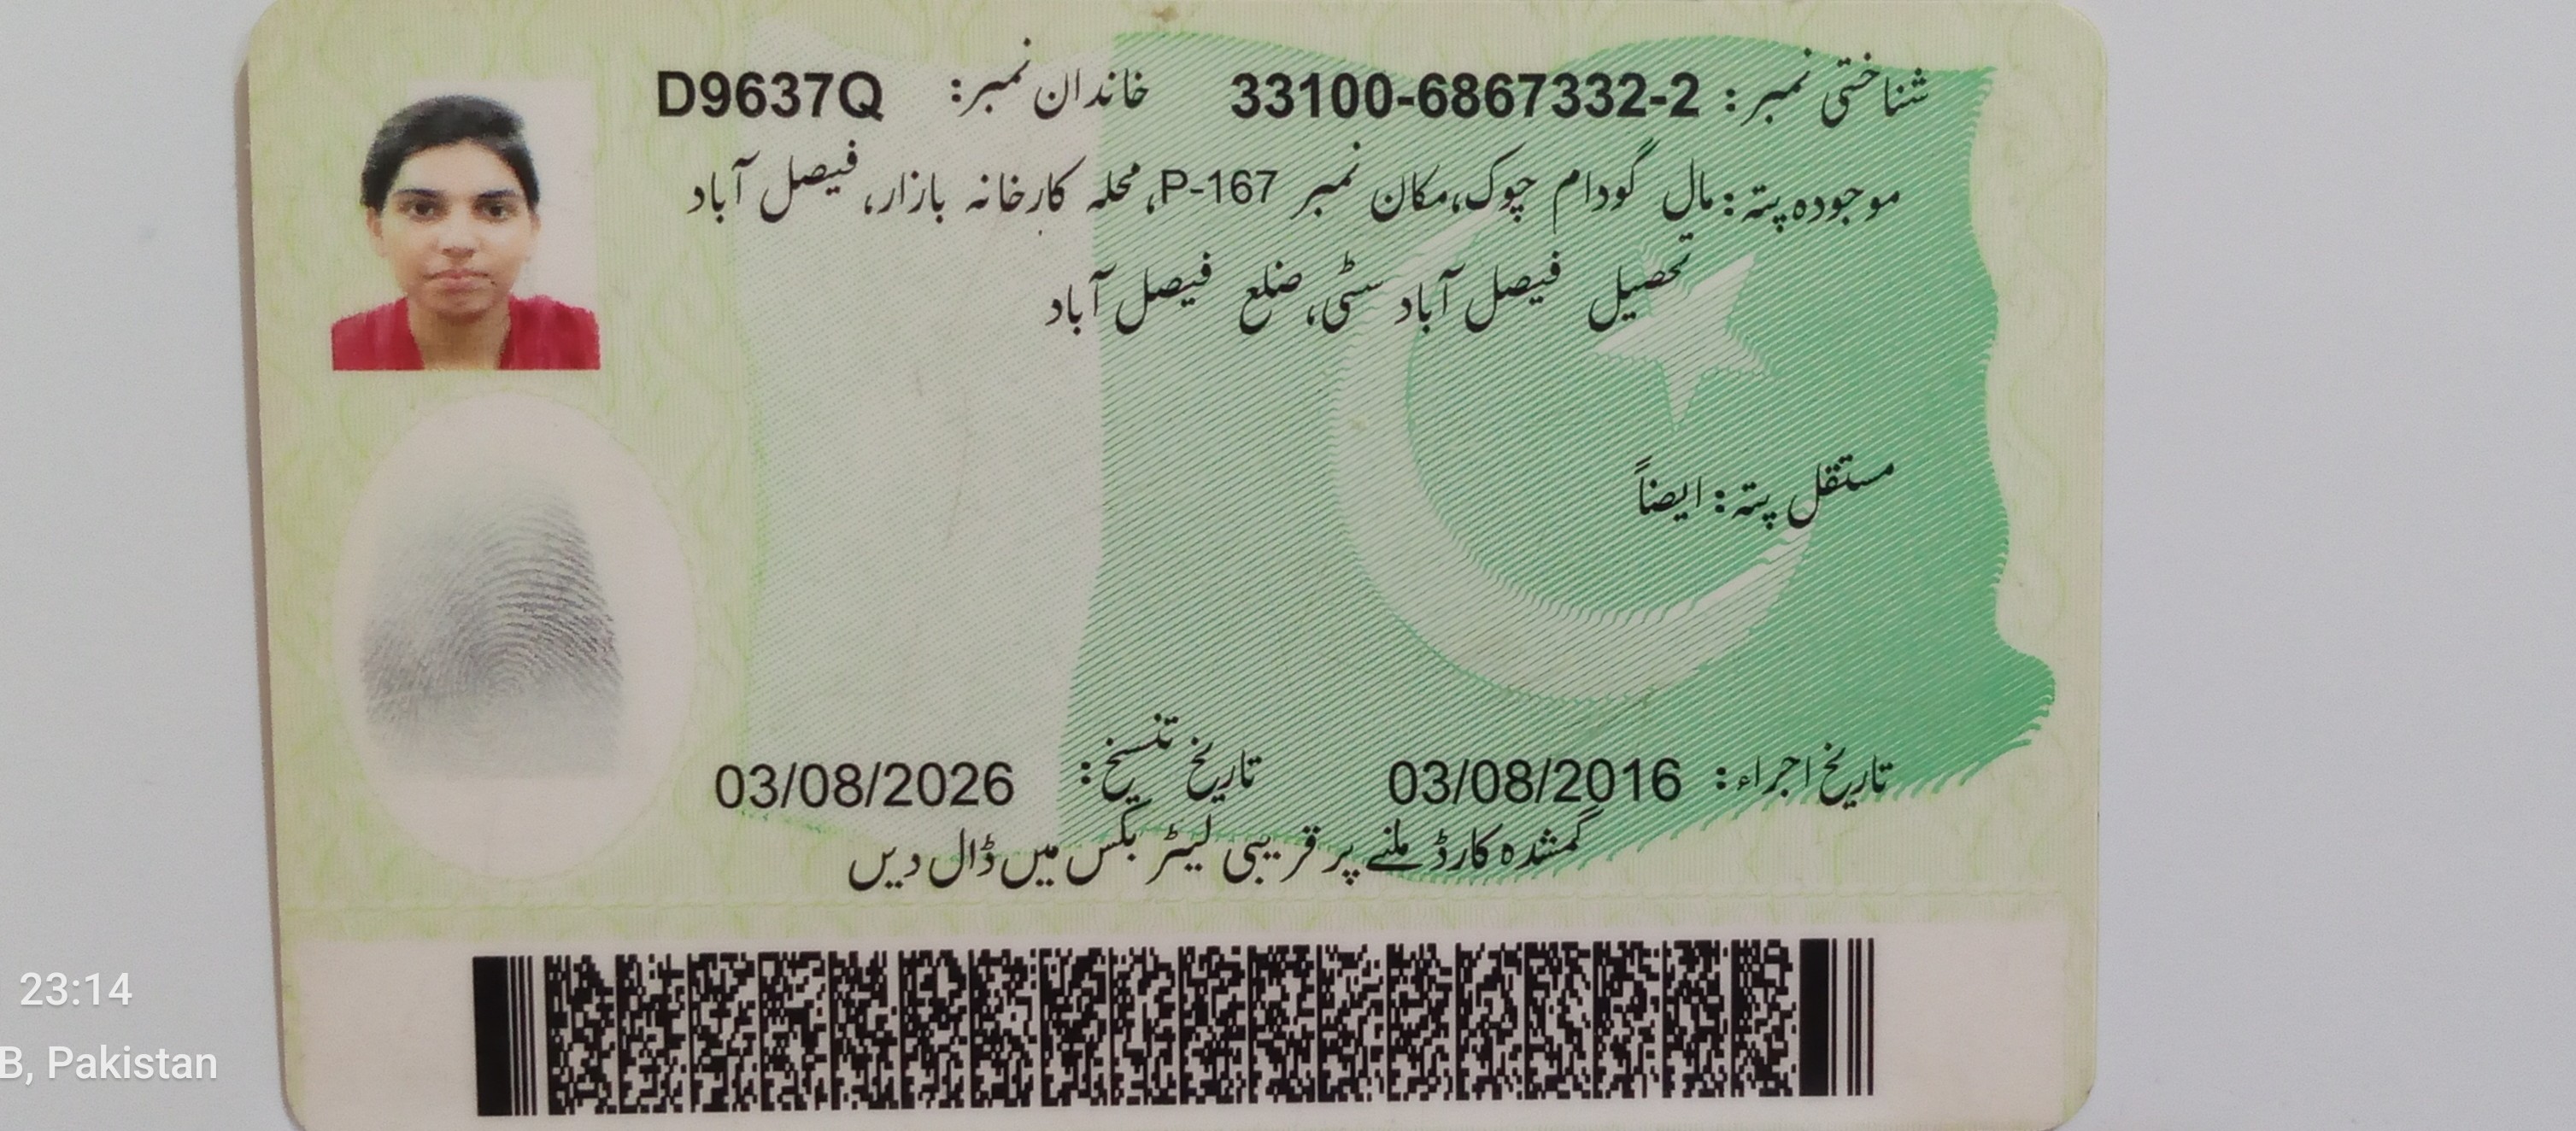 شناختی نمبر: 33100-6867332-2 خاندان نمبر: D9637Q
موجودہ پتہ: مال گودام چوک، مکان نمبر P-167، محلہ کارخانہ بازار، فیصل آباد
تحصیل فیصل آباد سٹی، ضلع فیصل آباد
مستقل پتہ: ایضاً
تاریخ اجراء: 03/08/2016 تاریخ تنسیخ: 03/08/2026
گمشدہ کارڈ ملنے پر قریبی لیٹر بکس میں ڈال دیں
23:14
B, Pakistan